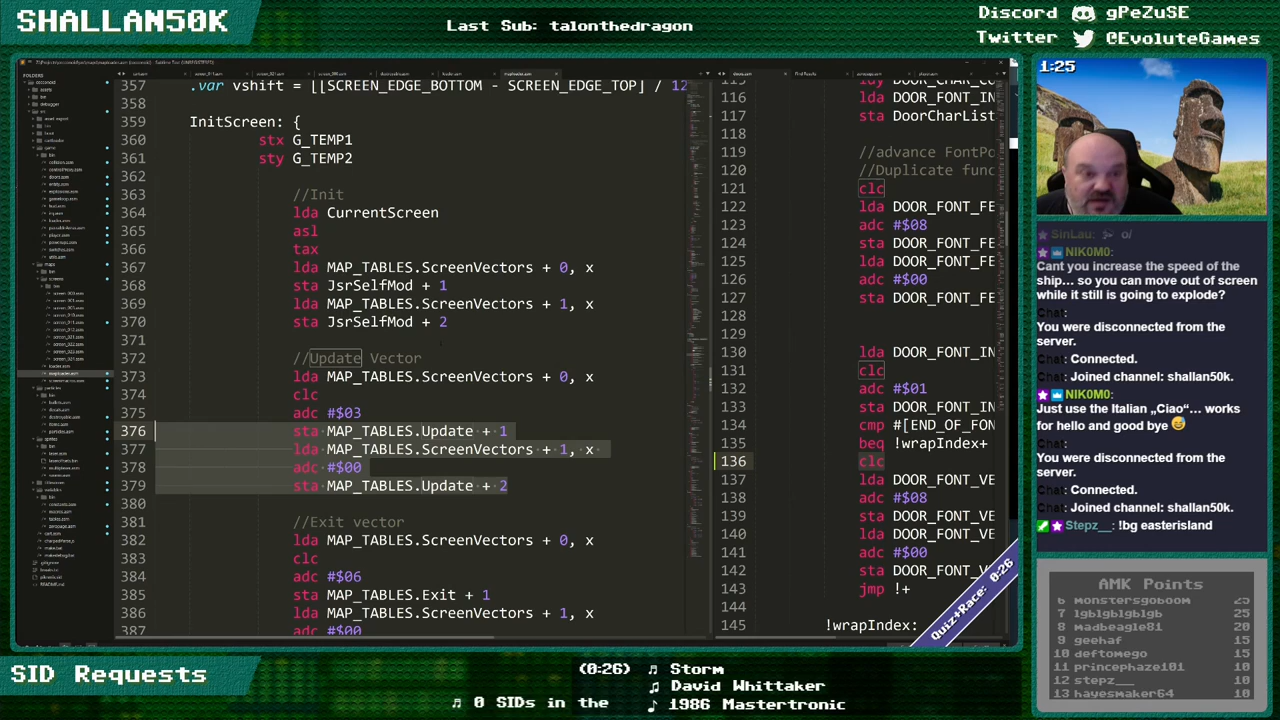 SHALLAN50K
Last Sub: talonthedragon
Discord gPeZuSE
Twitter @EvoluteGames
FOLDERS
357 .var vshift = [[SCREEN_EDGE_BOTTOM - SCREEN_EDGE_TOP] / 12
358
359 InitScreen: {
360 stx G_TEMP1
361 sty G_TEMP2
362
363 //Init
364 lda CurrentScreen
365 asl
366 tax
367 lda MAP_TABLES.ScreenVectors + 0, x
368 sta JsrSelfMod + 1
369 lda MAP_TABLES.ScreenVectors + 1, x
370 sta JsrSelfMod + 2
371
372 //Update Vector
373 lda MAP_TABLES.ScreenVectors + 0, x
374 clc
375 adc #$03
376 sta MAP_TABLES.Update + 1
377 lda MAP_TABLES.ScreenVectors + 1, x
378 adc #$00
379 sta MAP_TABLES.Update + 2
380
381 //Exit vector
382 lda MAP_TABLES.ScreenVectors + 0, x
383 clc
384 adc #$06
385 sta MAP_TABLES.Exit + 1
386 lda MAP_TABLES.ScreenVectors + 1, x
387 adc #$00
116 lda DOOR_FONT_IN
117 sta DoorCharList
118
119 //advance FontPo
120 //Duplicate func
121 clc
122 lda DOOR_FONT_FE
123 adc #$08
124 sta DOOR_FONT_FE
125 lda DOOR_FONT_FE
126 adc #$00
127 sta DOOR_FONT_FE
128
129
130 lda DOOR_FONT_IN
131 clc
132 adc #$01
133 sta DOOR_FONT_IN
134 cmp #[END_OF_FON
135 beq !wrapIndex+
136 clc
137 lda DOOR_FONT_VE
138 adc #$08
139 sta DOOR_FONT_VE
140 lda DOOR_FONT_VE
141 adc #$00
142 sta DOOR_FONT_V
143 jmp !+
144
145 !wrapIndex:
Quiz+Race: 0:26
1:25
SinLau: o/
NIK0M0:
Cant you increase the speed of the
ship... so you can move out of screen
while it still is going to explode?
Chat:
You were disconnected from the
server.
Chat: Connected.
Chat: Joined channel: shallan50k.
NIK0M0:
Just use the Italian „Ciao“... works
for hello and good bye
Chat:
You were disconnected from the
server.
Chat: Connected.
Chat: Joined channel: shallan50k.
Stepz__: !bg easterisland
AMK Points
6 monstersgoboom 25
7 lgblgblgblgb 25
8 madbeagle81 20
9 geehaf 15
10 deftomego 15
11 princephaze101 10
12 stepz__ 10
13 hayesmaker64 10
SID Requests
(0:26) ♫ Storm
♫ David Whittaker
♫ 0 SIDs in the ♪ 1986 Mastertronic